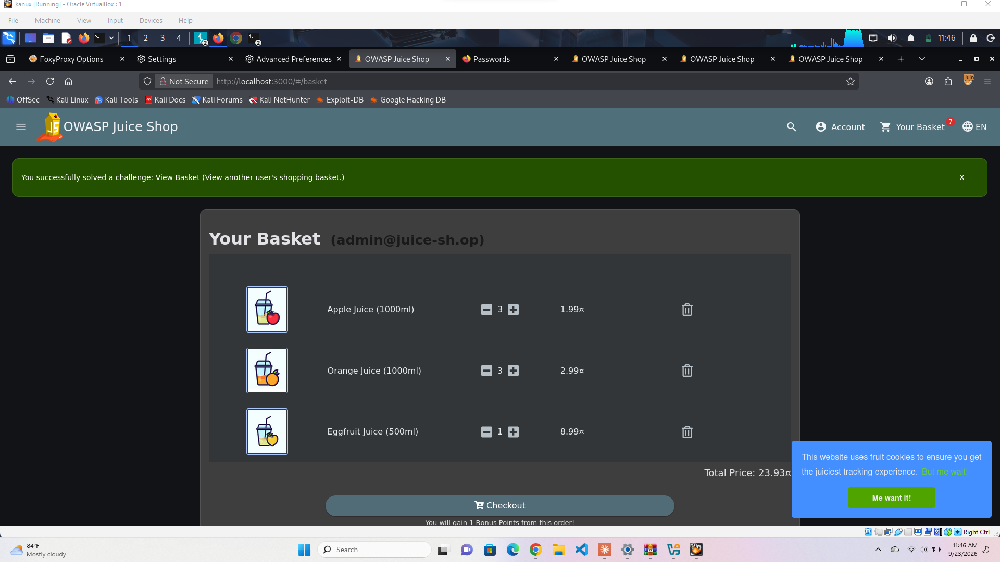 kanux [Running] - Oracle VirtualBox : 1
File Machine View Input Devices Help
1 2 3 4 2 2 11:46
FoxyProxy Options Settings Advanced Preferences OWASP Juice Shop Passwords OWASP Juice Shop OWASP Juice Shop OWASP Juice Shop
Not Secure http://localhost:3000/#/basket Juic
OffSec Kali Linux Kali Tools Kali Docs Kali Forums Kali NetHunter Exploit-DB Google Hacking DB
OWASP Juice Shop Account Your Basket 7 EN
You successfully solved a challenge: View Basket (View another user's shopping basket.) X
Your Basket (admin@juice-sh.op)
Apple Juice (1000ml) 3 1.99¤
Orange Juice (1000ml) 3 2.99¤
Eggfruit Juice (500ml) 1 8.99¤
Total Price: 23.93¤
Checkout
You will gain 1 Bonus Points from this order!
This website uses fruit cookies to ensure you get
the juiciest tracking experience. But me wait!
Me want it!
Right Ctrl
84°F
Mostly cloudy
Search
11:46 AM
9/23/2026